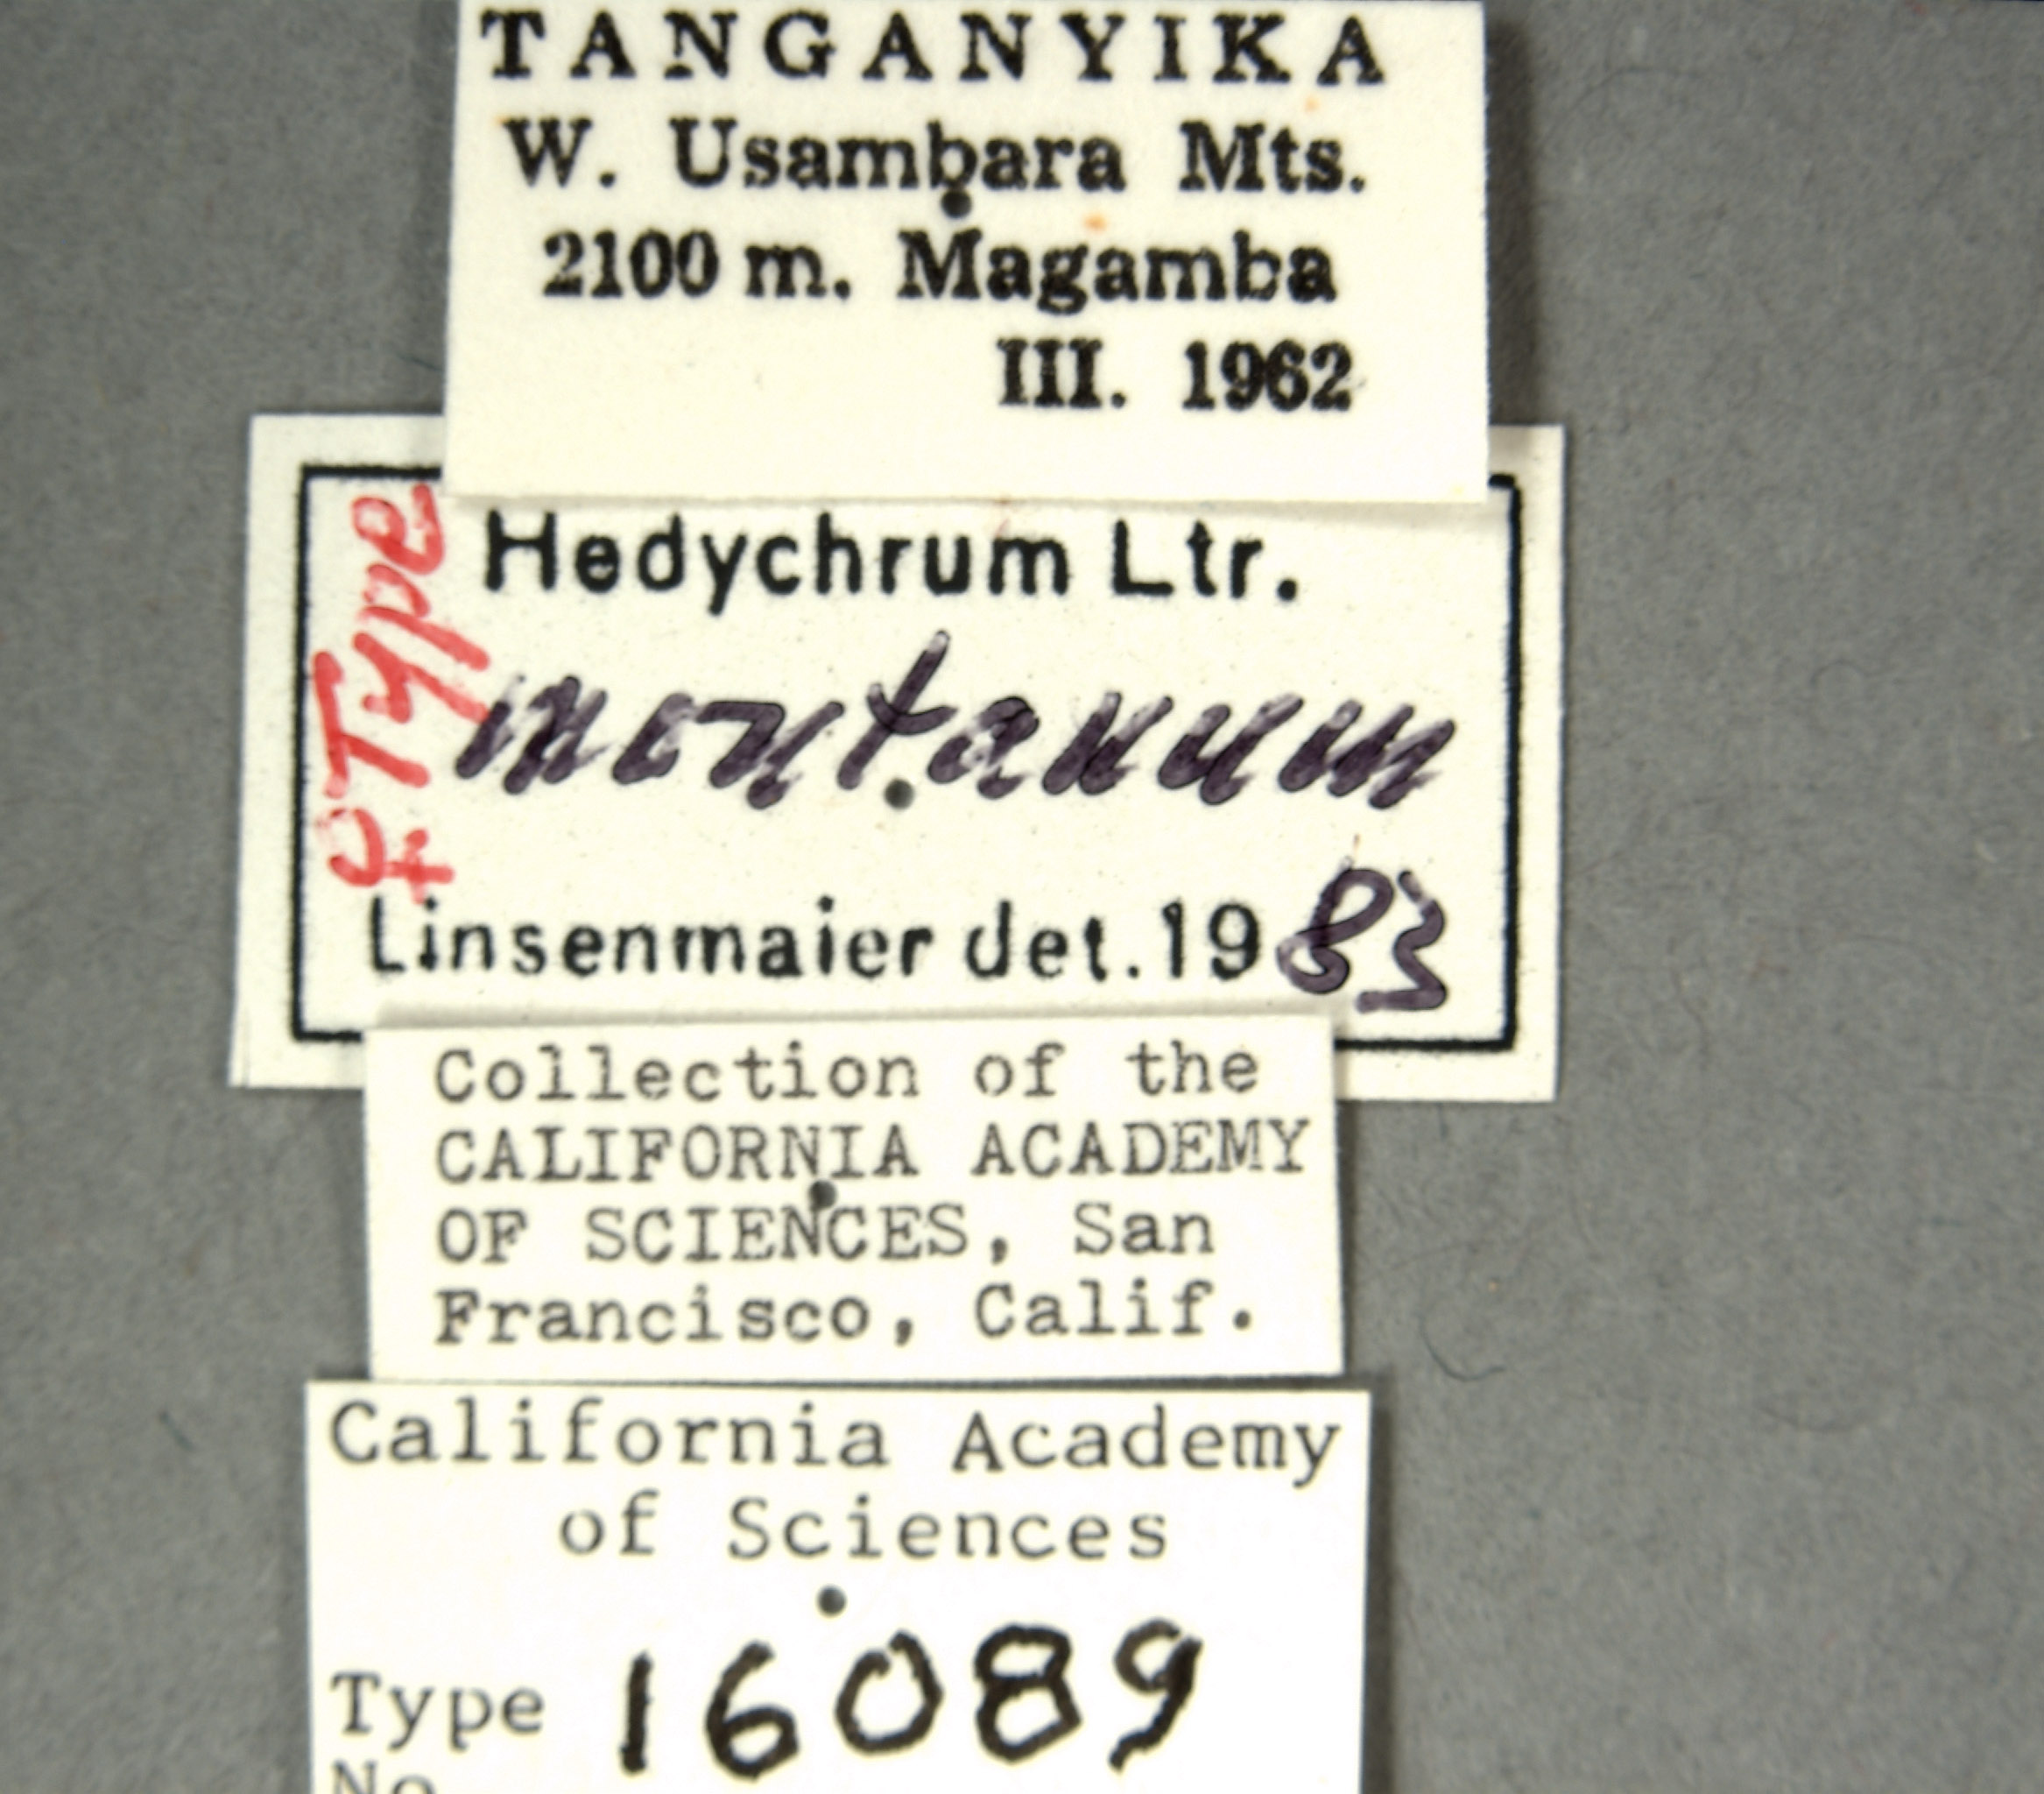 TANGANYIKA
W. Usambara Mts.
2100 m. Magamba
III. 1962
♀ Type
Hedychrum Ltr.
montanum
Linsenmaier det. 1983
Collection of the
CALIFORNIA ACADEMY
OF SCIENCES, San
Francisco, Calif.
California Academy
of Sciences
Type 16089
No